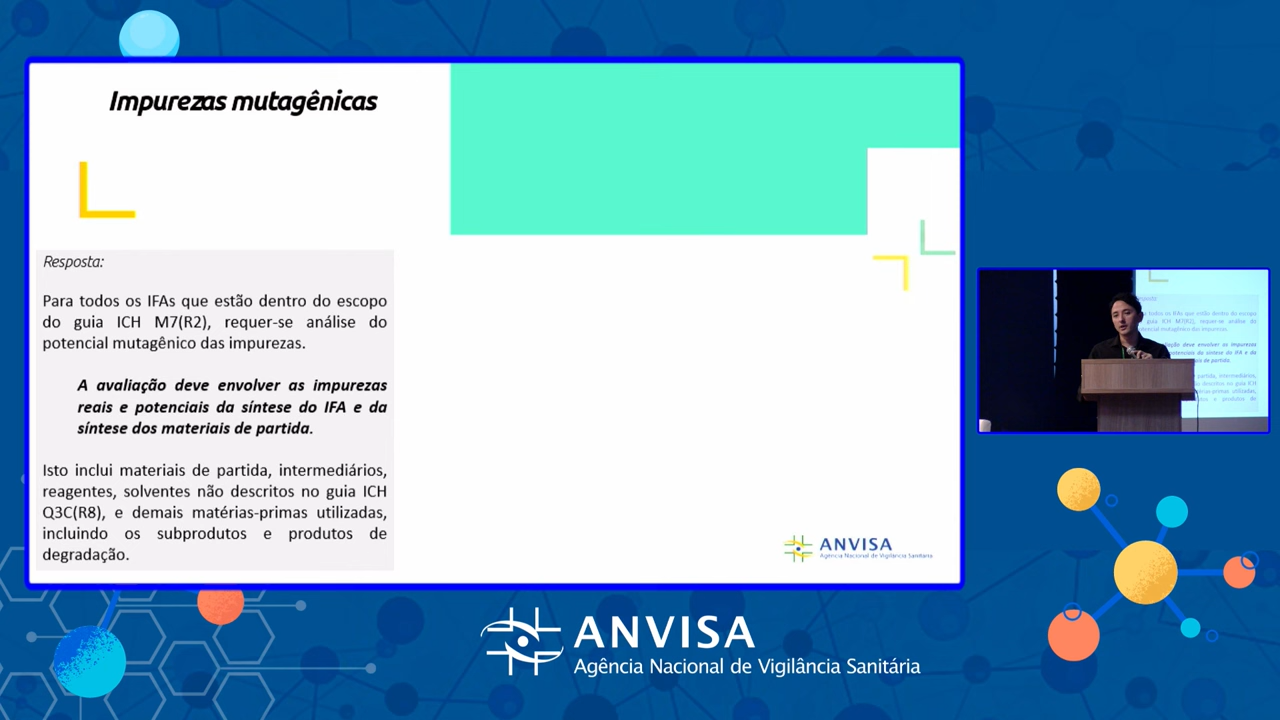 Impurezas mutagênicas
Resposta:
Para todos os IFAs que estão dentro do escopo
do guia ICH M7(R2), requer-se análise do
potencial mutagênico das impurezas.
A avaliação deve envolver as impurezas
reais e potenciais da síntese do IFA e da
síntese dos materiais de partida.
Isto inclui materiais de partida, intermediários,
reagentes, solventes não descritos no guia ICH
Q3C(R8), e demais matérias-primas utilizadas,
incluindo os subprodutos e produtos de
degradação.
ANVISA
Agência Nacional de Vigilância Sanitária
ANVISA
Agência Nacional de Vigilância Sanitária